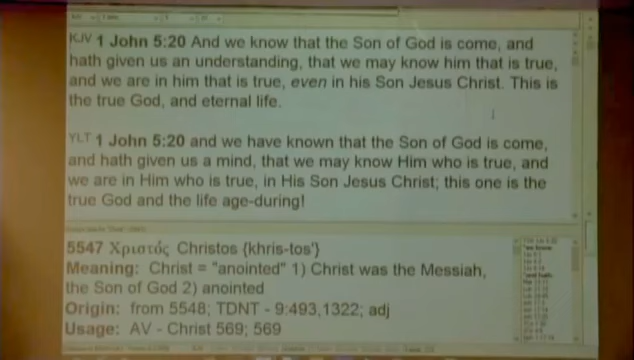 KJV 1 John 5:20 And we know that the Son of God is come, and
hath given us an understanding, that we may know him that is true,
and we are in him that is true, even in his Son Jesus Christ. This is
the true God, and eternal life.
YLT 1 John 5:20 and we have known that the Son of God is come,
and hath given us a mind, that we may know Him who is true, and
we are in Him who is true, in His Son Jesus Christ; this one is the
true God and the life age-during!
5547 Χριστός Christos {khris-tos'}
Meaning: Christ = "anointed" 1) Christ was the Messiah,
the Son of God 2) anointed
Origin: from 5548; TDNT - 9:493,1322; adj
Usage: AV - Christ 569; 569